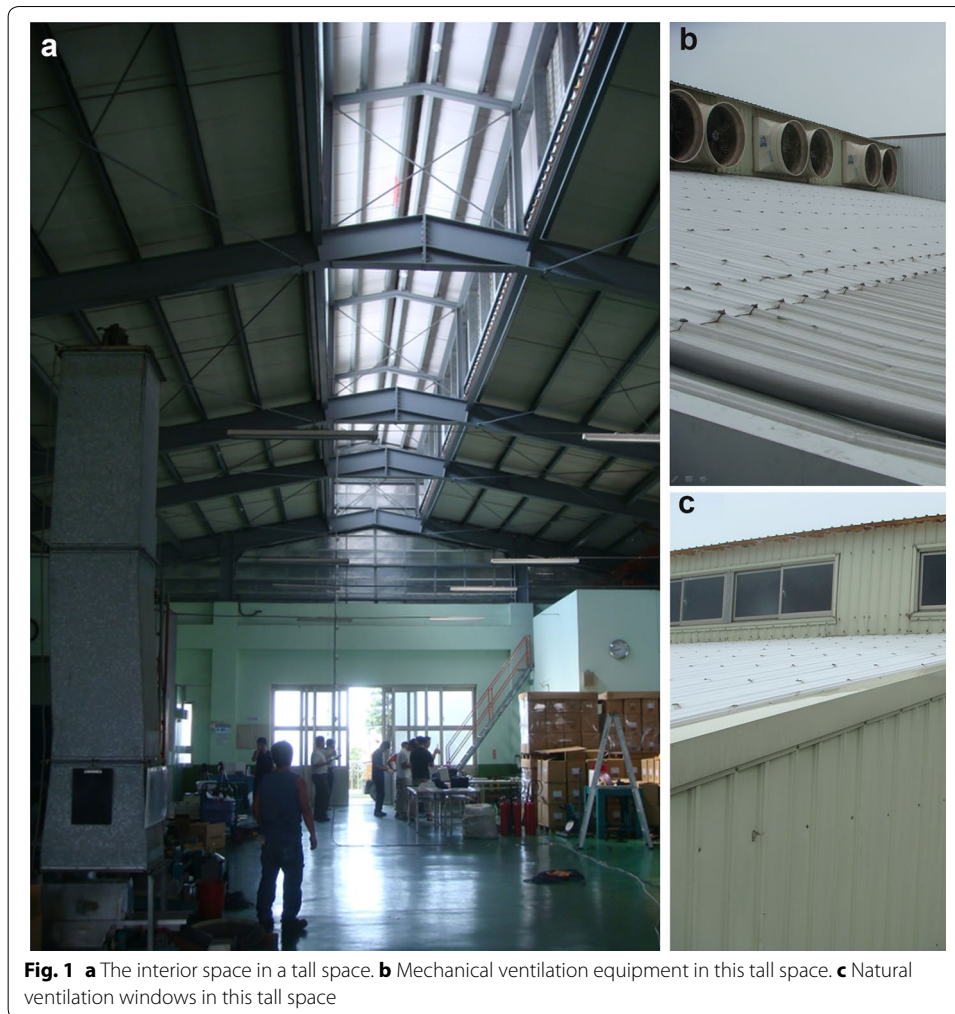 a
b
c
Fig. 1 a The interior space in a tall space. b Mechanical ventilation equipment in this tall space. c Natural
ventilation windows in this tall space